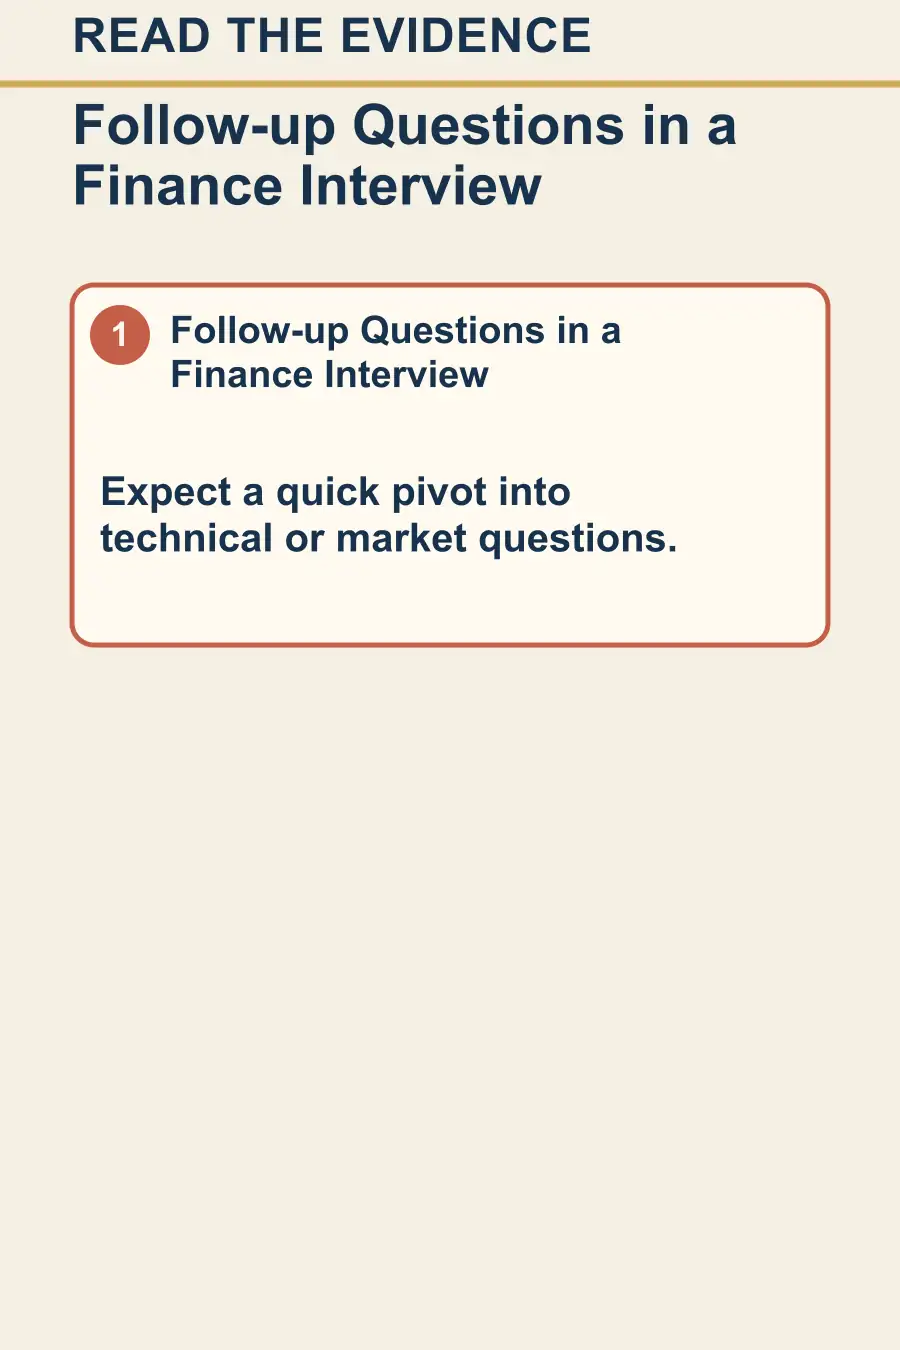 READ THE EVIDENCE
Follow-up Questions in a
Finance Interview
1
Follow-up Questions in a
Finance Interview
Expect a quick pivot into
technical or market questions.